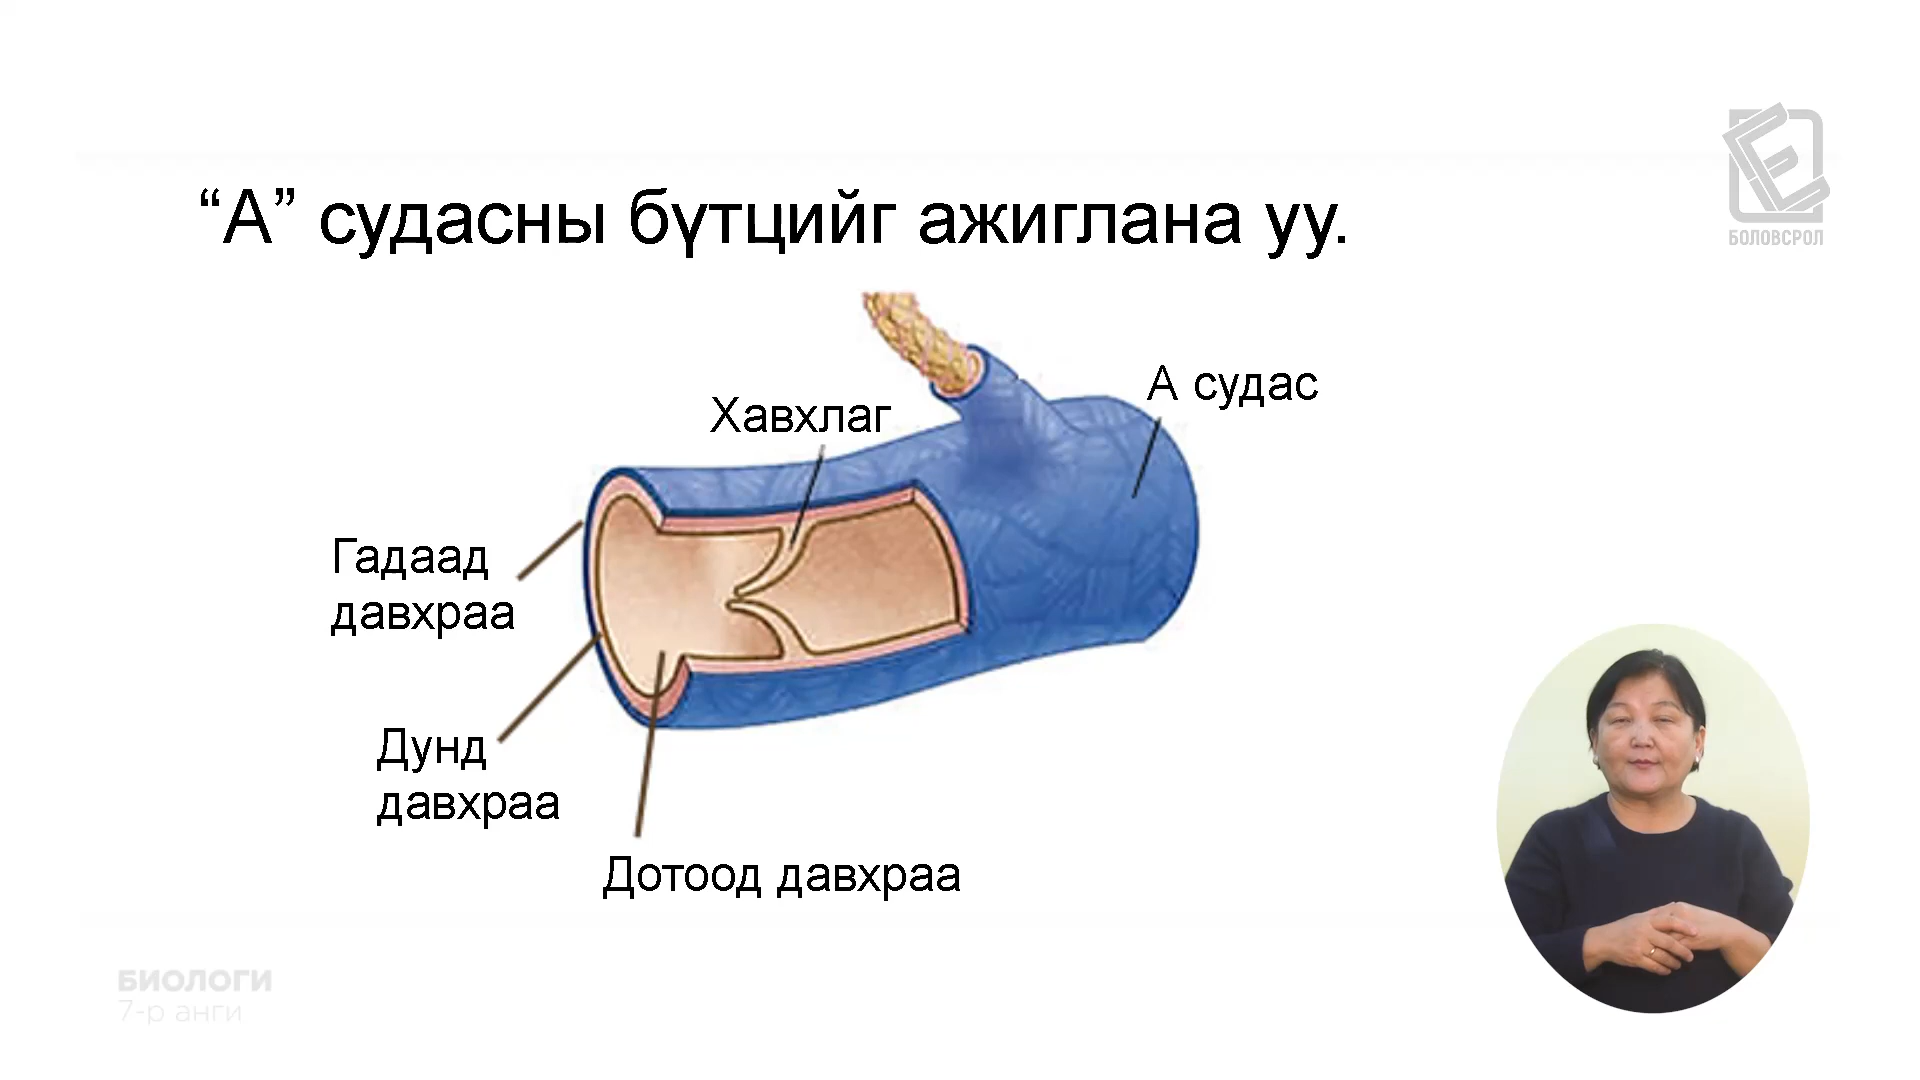 “А” судасны бүтцийг ажиглана уу.
БОЛОВСРОЛ
А судас
Хавхлаг
Гадаад
давхраа
Дунд
давхраа
Дотоод давхраа
БИОЛОГИ
7-р анги